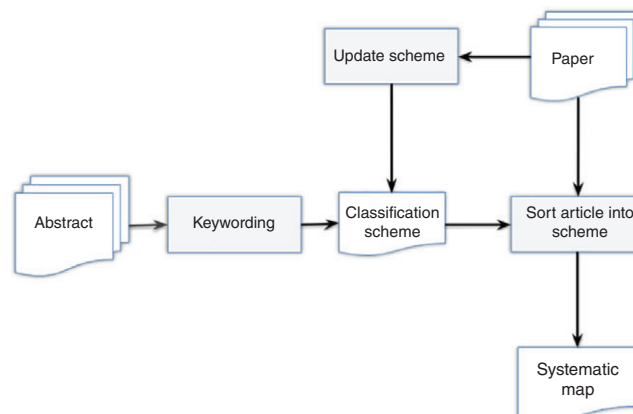 Update scheme
Paper
Abstract
Keywording
Classification
scheme
Sort article into
scheme
Systematic
map